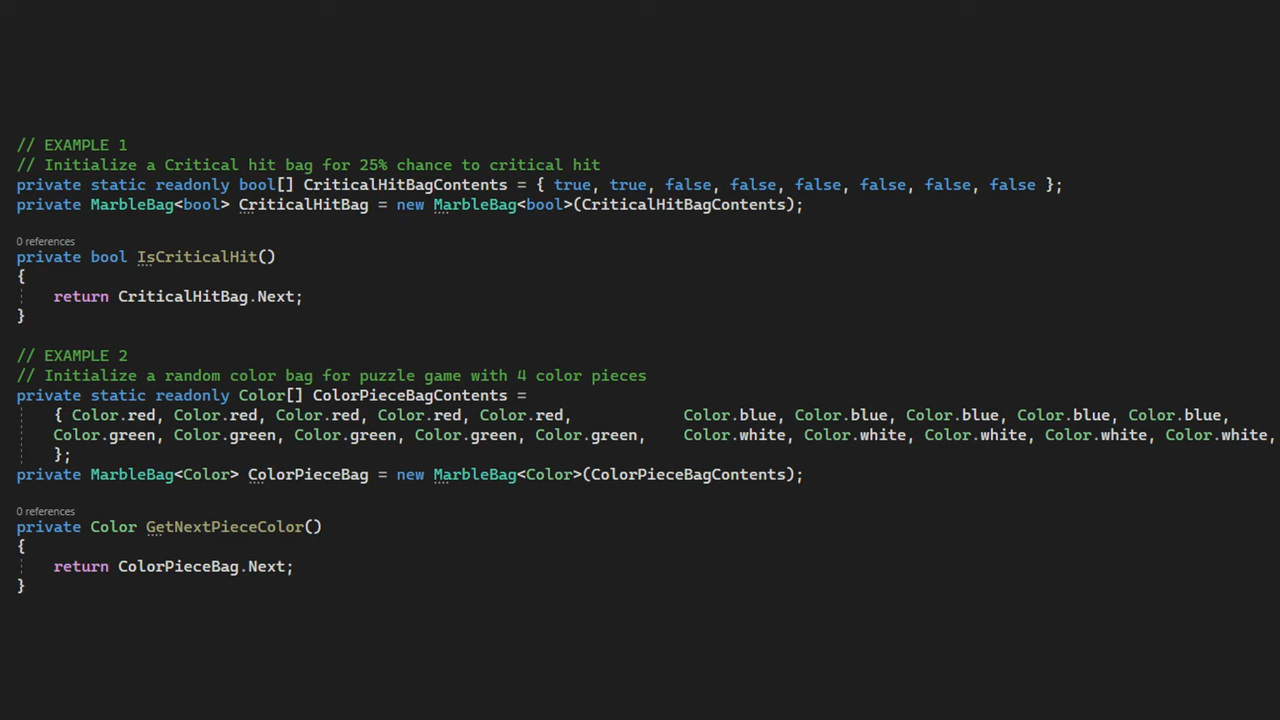 // EXAMPLE 1
// Initialize a Critical hit bag for 25% chance to critical hit
private static readonly bool[] CriticalHitBagContents = { true, true, false, false, false, false, false, false };
private MarbleBag<bool> CriticalHitBag = new MarbleBag<bool>(CriticalHitBagContents);
0 references
private bool IsCriticalHit()
{
return CriticalHitBag.Next;
}
// EXAMPLE 2
// Initialize a random color bag for puzzle game with 4 color pieces
private static readonly Color[] ColorPieceBagContents =
{ Color.red, Color.red, Color.red, Color.red, Color.red, Color.blue, Color.blue, Color.blue, Color.blue, Color.blue,
Color.green, Color.green, Color.green, Color.green, Color.green, Color.white, Color.white, Color.white, Color.white, Color.white,
};
private MarbleBag<Color> ColorPieceBag = new MarbleBag<Color>(ColorPieceBagContents);
0 references
private Color GetNextPieceColor()
{
return ColorPieceBag.Next;
}